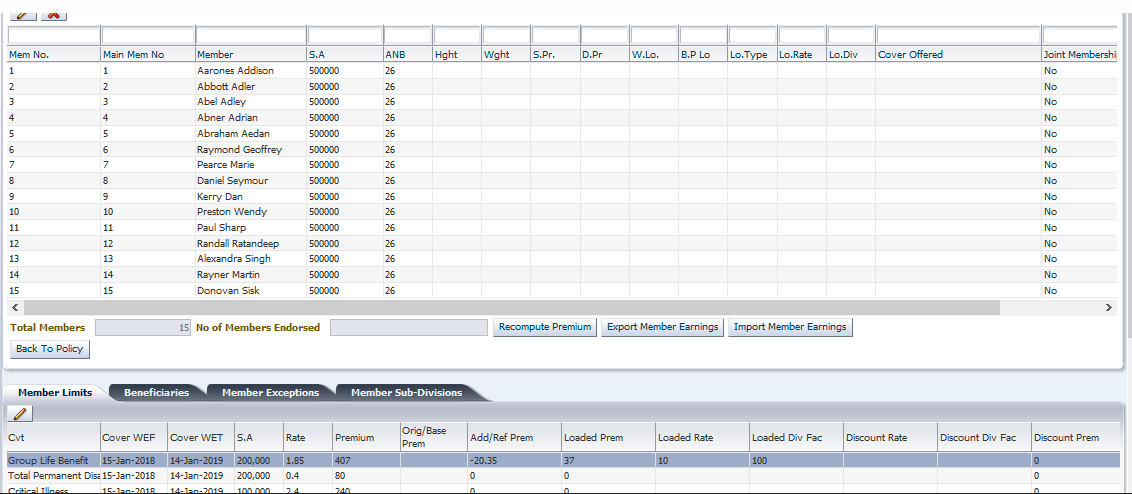 Mem No. Main Mem No Member S.A ANB Hght Wght S.Pr. D.Pr W.Lo. B.P Lo Lo.Type Lo.Rate Lo.Div Cover Offered Joint Membershi
1 1 Aarones Addison 500000 26 No
2 2 Abbott Adler 500000 26 No
3 3 Abel Adley 500000 26 No
4 4 Abner Adrian 500000 26 No
5 5 Abraham Aedan 500000 26 No
6 6 Raymond Geoffrey 500000 26 No
7 7 Pearce Marie 500000 26 No
8 8 Daniel Seymour 500000 26 No
9 9 Kerry Dan 500000 26 No
10 10 Preston Wendy 500000 26 No
11 11 Paul Sharp 500000 26 No
12 12 Randall Ratandeep 500000 26 No
13 13 Alexandra Singh 500000 26 No
14 14 Rayner Martin 500000 26 No
15 15 Donovan Sisk 500000 26 No
Total Members 15 No of Members Endorsed Recompute Premium Export Member Earnings Import Member Earnings
Back To Policy
Member Limits Beneficiaries Member Exceptions Member Sub-Divisions
Cvt Cover WEF Cover WET S.A Rate Premium Orig/Base Prem Add/Ref Prem Loaded Prem Loaded Rate Loaded Div Fac Discount Rate Discount Div Fac Discount Prem
Group Life Benefit 15-Jan-2018 14-Jan-2019 200,000 1.85 407 -20.35 37 10 100 0
Total Permanent Disa 15-Jan-2018 14-Jan-2019 200,000 0.4 80 0 0 0
Critical Illness 15-Jan-2018 14-Jan-2019 100,000 2.4 240 0 0 0